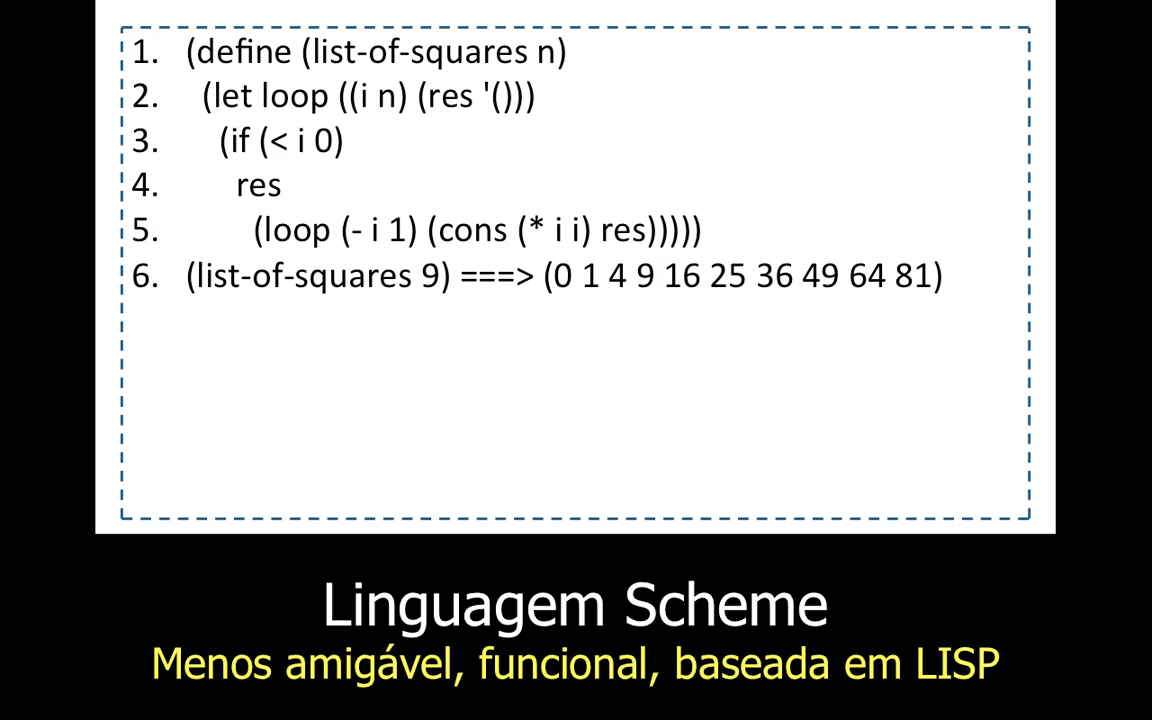 1. (define (list-of-squares n)
2. (let loop ((i n) (res '()))
3. (if (< i 0)
4. res
5. (loop (- i 1) (cons (* i i) res)))))
6. (list-of-squares 9) ===> (0 1 4 9 16 25 36 49 64 81)
Linguagem Scheme
Menos amigável, funcional, baseada em LISP